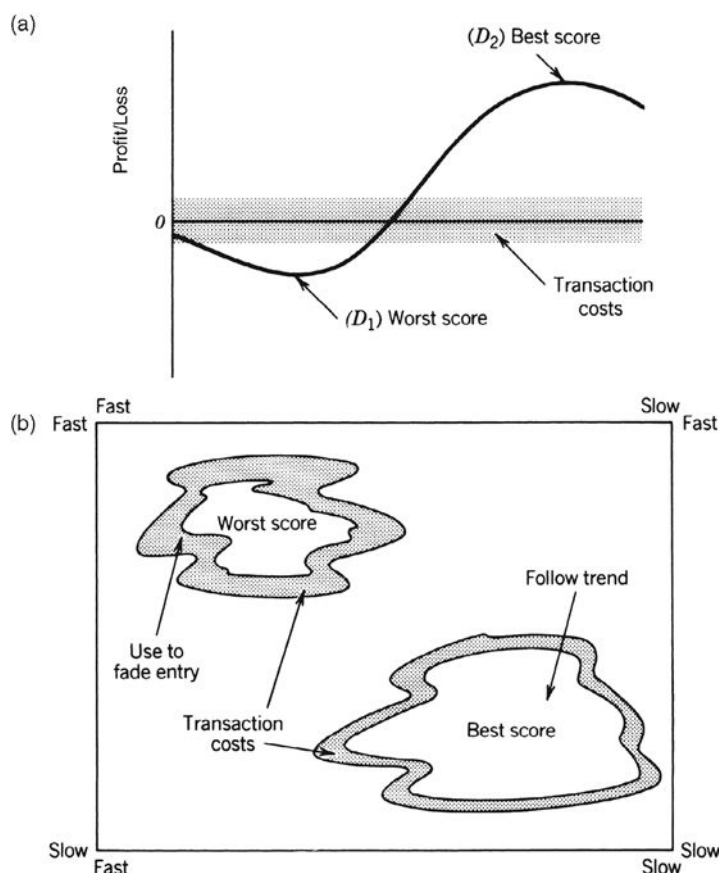 (a)
(D2) Best score
Profit/Loss
0
Transaction
costs
(D1) Worst score
Fast
Slow
(b)
Fast
Fast
Worst score
Follow trend
Use to
fade entry
Transaction
costs
Best score
Slow
Slow
Fast
Slow